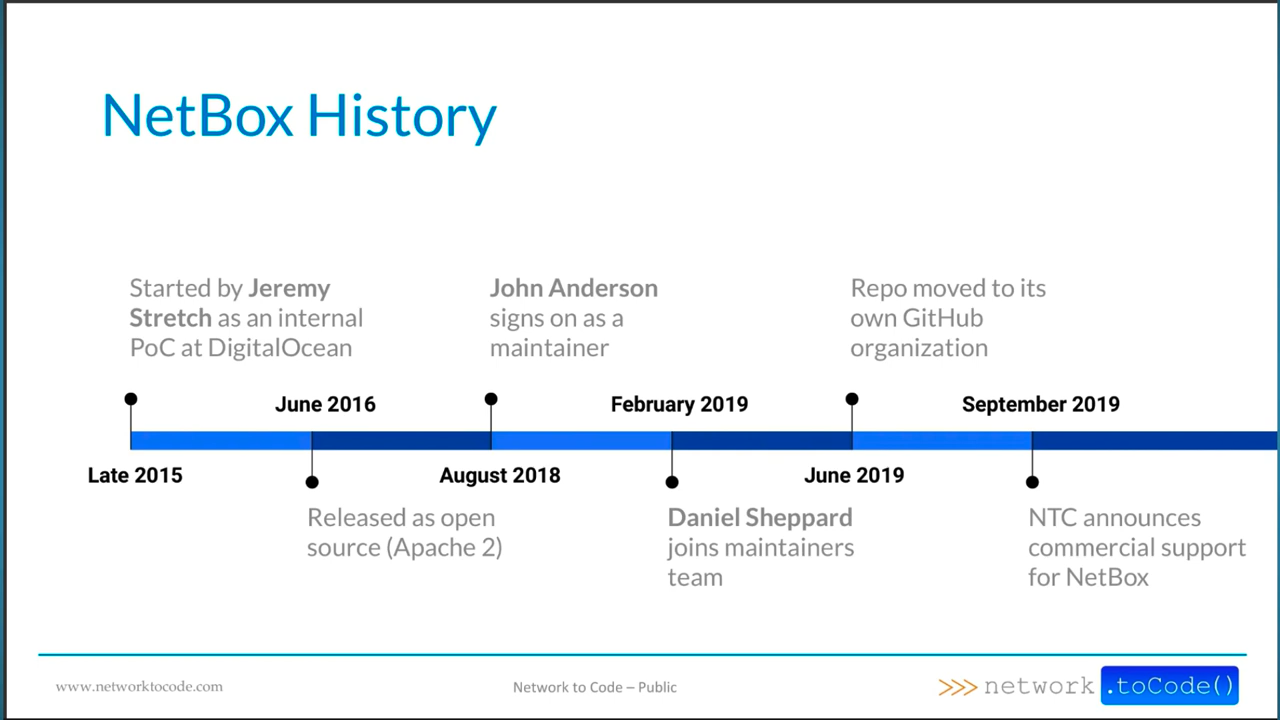 NetBox History
Started by Jeremy
Stretch as an internal
PoC at DigitalOcean
John Anderson
signs on as a
maintainer
Repo moved to its
own GitHub
organization
June 2016
February 2019
September 2019
Late 2015
August 2018
June 2019
Released as open
source (Apache 2)
Daniel Sheppard
joins maintainers
team
NTC announces
commercial support
for NetBox
www.networktocode.com
Network to Code – Public
>>> network .toCode()